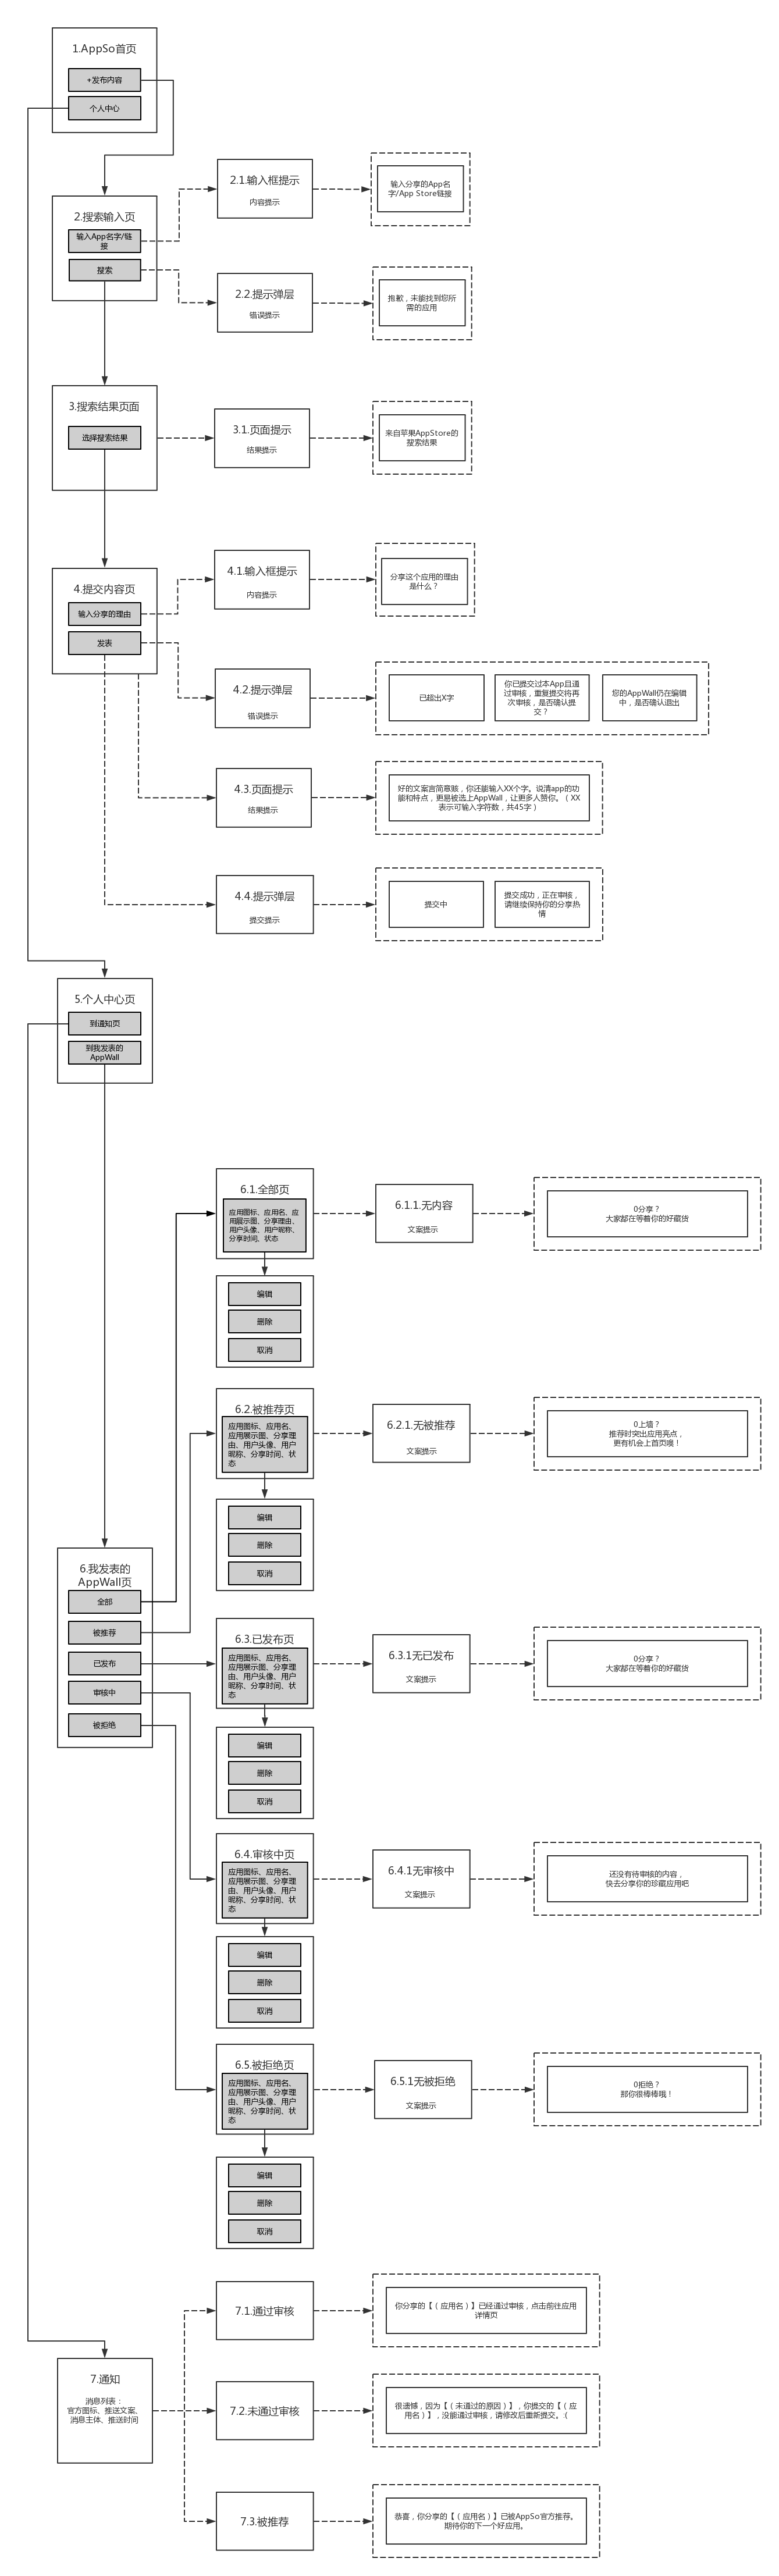 1.AppSo首页
+发布内容
个人中心
2.搜索输入页
输入App名字/链
接
搜索
2.1.输入框提示
内容提示
输入分享的App名
字/App Store链接
2.2.提示弹层
错误提示
抱歉，未能找到您所
需的应用
3.搜索结果页面
选择搜索结果
3.1.页面提示
结果提示
来自苹果AppStore的
搜索结果
4.提交内容页
输入分享的理由
发表
4.1.输入框提示
内容提示
分享这个应用的理由
是什么？
4.2.提示弹层
错误提示
已超出X字
你已提交过本App且通
过审核，重复提交将再
次审核，是否确认提
交？
您的AppWall仍在编辑
中，是否确认退出
4.3.页面提示
结果提示
好的文案言简意赅，你还能输入XX个字。说清app的功
能和特点，更易被选上AppWall，让更多人赞你。（XX
表示可输入字符数，共45字）
4.4.提示弹层
提交提示
提交中
提交成功，正在审核，
请继续保持你的分享热
情
5.个人中心页
到通知页
到我发表的
AppWall
6.1.全部页
应用图标、应用名、应
用展示图、分享理由、
用户头像、用户昵称、
分享时间、状态
编辑
删除
取消
6.1.1.无内容
文案提示
0分享？
大家都在等着你的好藏货
6.2.被推荐页
应用图标、应用名、
应用展示图、分享理
由、用户头像、用户
昵称、分享时间、状
态
编辑
删除
取消
6.2.1.无被推荐
文案提示
0上墙？
推荐时突出应用亮点，
更有机会上首页噢！
6.我发表的
AppWall页
全部
被推荐
已发布
审核中
被拒绝
6.3.已发布页
应用图标、应用名、
应用展示图、分享理
由、用户头像、用户
昵称、分享时间、状
态
编辑
删除
取消
6.3.1无已发布
文案提示
0分享？
大家都在等着你的好藏货
6.4.审核中页
应用图标、应用名、
应用展示图、分享理
由、用户头像、用户
昵称、分享时间、状
态
编辑
删除
取消
6.4.1无审核中
文案提示
还没有待审核的内容，
快去分享你的珍藏应用吧
6.5.被拒绝页
应用图标、应用名、
应用展示图、分享理
由、用户头像、用户
昵称、分享时间、状
态
编辑
删除
取消
6.5.1无被拒绝
文案提示
0拒绝？
那你很棒棒哦！
7.通知
消息列表：
官方图标、推送文案、
消息主体、推送时间
7.1.通过审核
你分享的【（应用名）】已经通过审核，点击前往应用
详情页
7.2.未通过审核
很遗憾，因为【（未通过的原因）】，你提交的【（应
用名）】，没能通过审核，请修改后重新提交。:(
7.3.被推荐
恭喜，你分享的【（应用名）】已被AppSo官方推荐。
期待你的下一个好应用。